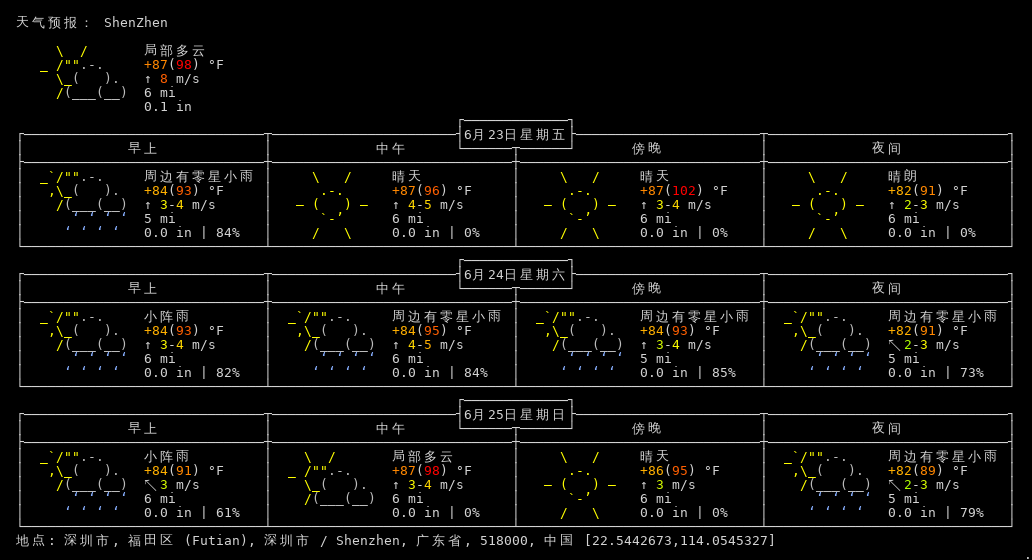 天气预报： ShenZhen
局部多云
+87(98) °F
↑ 8 m/s
6 mi
0.1 in
6月23日星期五
早上 中午 傍晚 夜间
周边有零星小雨 晴天 晴天 晴朗
+84(93) °F +87(96) °F +87(102) °F +82(91) °F
↑ 3-4 m/s ↑ 4-5 m/s ↑ 3-4 m/s ↑ 2-3 m/s
5 mi 6 mi 6 mi 6 mi
0.0 in | 84% 0.0 in | 0% 0.0 in | 0% 0.0 in | 0%
6月24日星期六
早上 中午 傍晚 夜间
小阵雨 周边有零星小雨 周边有零星小雨 周边有零星小雨
+84(93) °F +84(95) °F +84(93) °F +82(91) °F
↑ 3-4 m/s ↑ 4-5 m/s ↑ 3-4 m/s ↖ 2-3 m/s
6 mi 6 mi 5 mi 5 mi
0.0 in | 82% 0.0 in | 84% 0.0 in | 85% 0.0 in | 73%
6月25日星期日
早上 中午 傍晚 夜间
小阵雨 局部多云 晴天 周边有零星小雨
+84(91) °F +87(98) °F +86(95) °F +82(89) °F
↖ 3 m/s ↑ 3-4 m/s ↑ 3 m/s ↖ 2-3 m/s
6 mi 6 mi 6 mi 5 mi
0.0 in | 61% 0.0 in | 0% 0.0 in | 0% 0.0 in | 79%
地点: 深圳市, 福田区 (Futian), 深圳市 / Shenzhen, 广东省, 518000, 中国 [22.5442673,114.0545327]